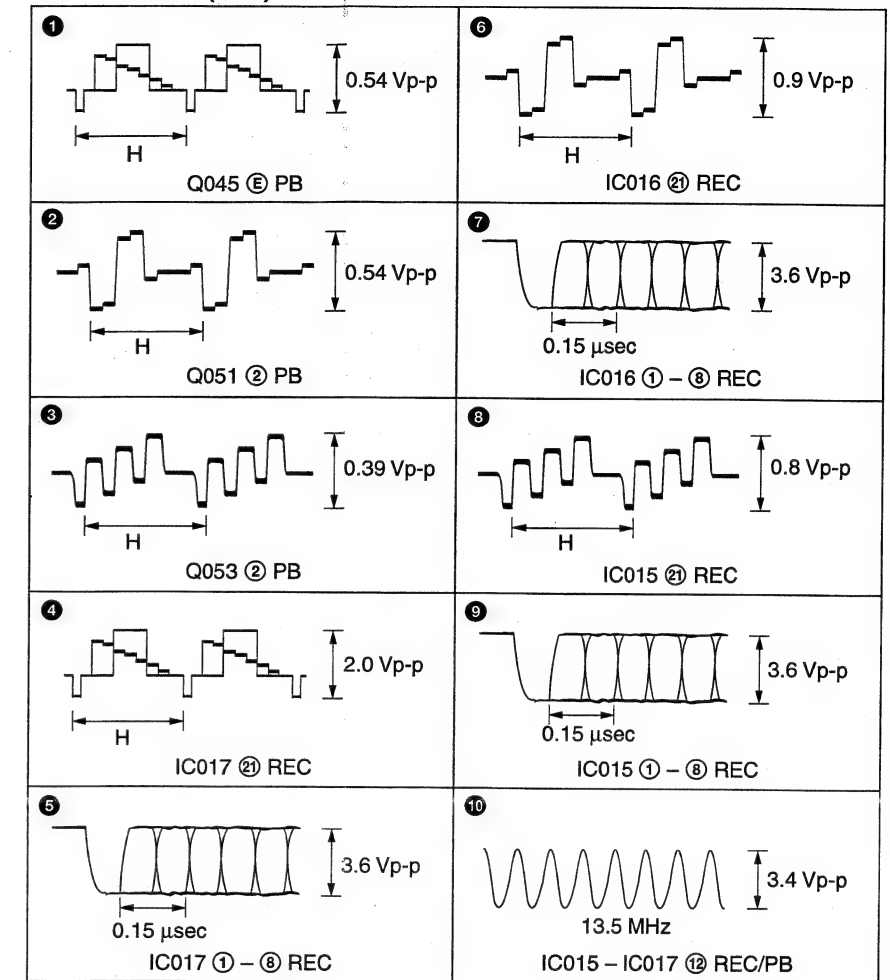 ❶
0.54 Vp-p
H
Q045 Ⓔ PB
❷
0.54 Vp-p
H
Q051 ② PB
❸
0.39 Vp-p
H
Q053 ② PB
❹
2.0 Vp-p
H
IC017 ㉑ REC
❺
3.6 Vp-p
0.15 μsec
IC017 ① – ⑧ REC
❻
0.9 Vp-p
H
IC016 ㉑ REC
❼
3.6 Vp-p
0.15 μsec
IC016 ① – ⑧ REC
❽
0.8 Vp-p
H
IC015 ㉑ REC
❾
3.6 Vp-p
0.15 μsec
IC015 ① – ⑧ REC
❿
3.4 Vp-p
13.5 MHz
IC015 – IC017 ⑫ REC/PB